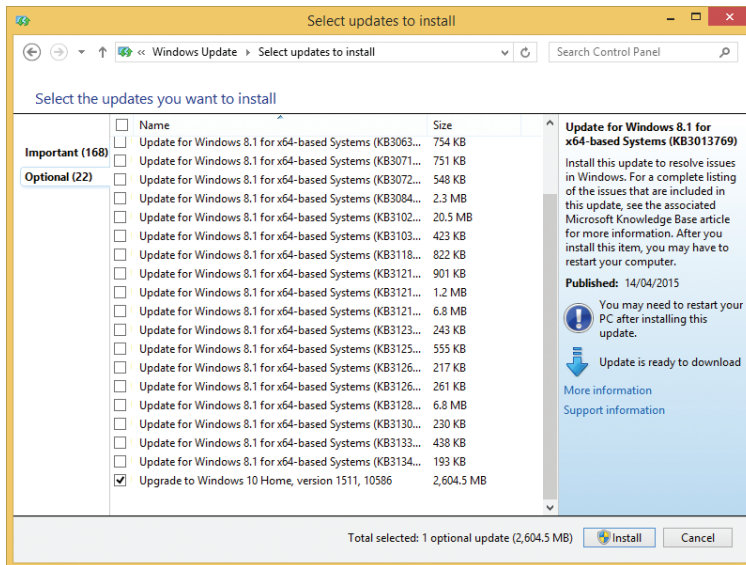 Select updates to install
« Windows Update ▸ Select updates to install
Search Control Panel
Select the updates you want to install
Important (168)
Optional (22)
Name Size
Update for Windows 8.1 for x64-based Systems (KB3063... 754 KB
Update for Windows 8.1 for x64-based Systems (KB3071... 751 KB
Update for Windows 8.1 for x64-based Systems (KB3072... 548 KB
Update for Windows 8.1 for x64-based Systems (KB3084... 2.3 MB
Update for Windows 8.1 for x64-based Systems (KB3102... 20.5 MB
Update for Windows 8.1 for x64-based Systems (KB3103... 423 KB
Update for Windows 8.1 for x64-based Systems (KB3118... 822 KB
Update for Windows 8.1 for x64-based Systems (KB3121... 901 KB
Update for Windows 8.1 for x64-based Systems (KB3121... 1.2 MB
Update for Windows 8.1 for x64-based Systems (KB3121... 6.8 MB
Update for Windows 8.1 for x64-based Systems (KB3123... 243 KB
Update for Windows 8.1 for x64-based Systems (KB3125... 555 KB
Update for Windows 8.1 for x64-based Systems (KB3126... 217 KB
Update for Windows 8.1 for x64-based Systems (KB3126... 261 KB
Update for Windows 8.1 for x64-based Systems (KB3128... 6.8 MB
Update for Windows 8.1 for x64-based Systems (KB3130... 230 KB
Update for Windows 8.1 for x64-based Systems (KB3133... 438 KB
Update for Windows 8.1 for x64-based Systems (KB3134... 193 KB
Upgrade to Windows 10 Home, version 1511, 10586 2,604.5 MB
Update for Windows 8.1 for
x64-based Systems (KB3013769)
Install this update to resolve issues
in Windows. For a complete listing
of the issues that are included in
this update, see the associated
Microsoft Knowledge Base article
for more information. After you
install this item, you may have to
restart your computer.
Published: 14/04/2015
You may need to restart your
PC after installing this
update.
Update is ready to download
More information
Support information
Total selected: 1 optional update (2,604.5 MB)
Install
Cancel